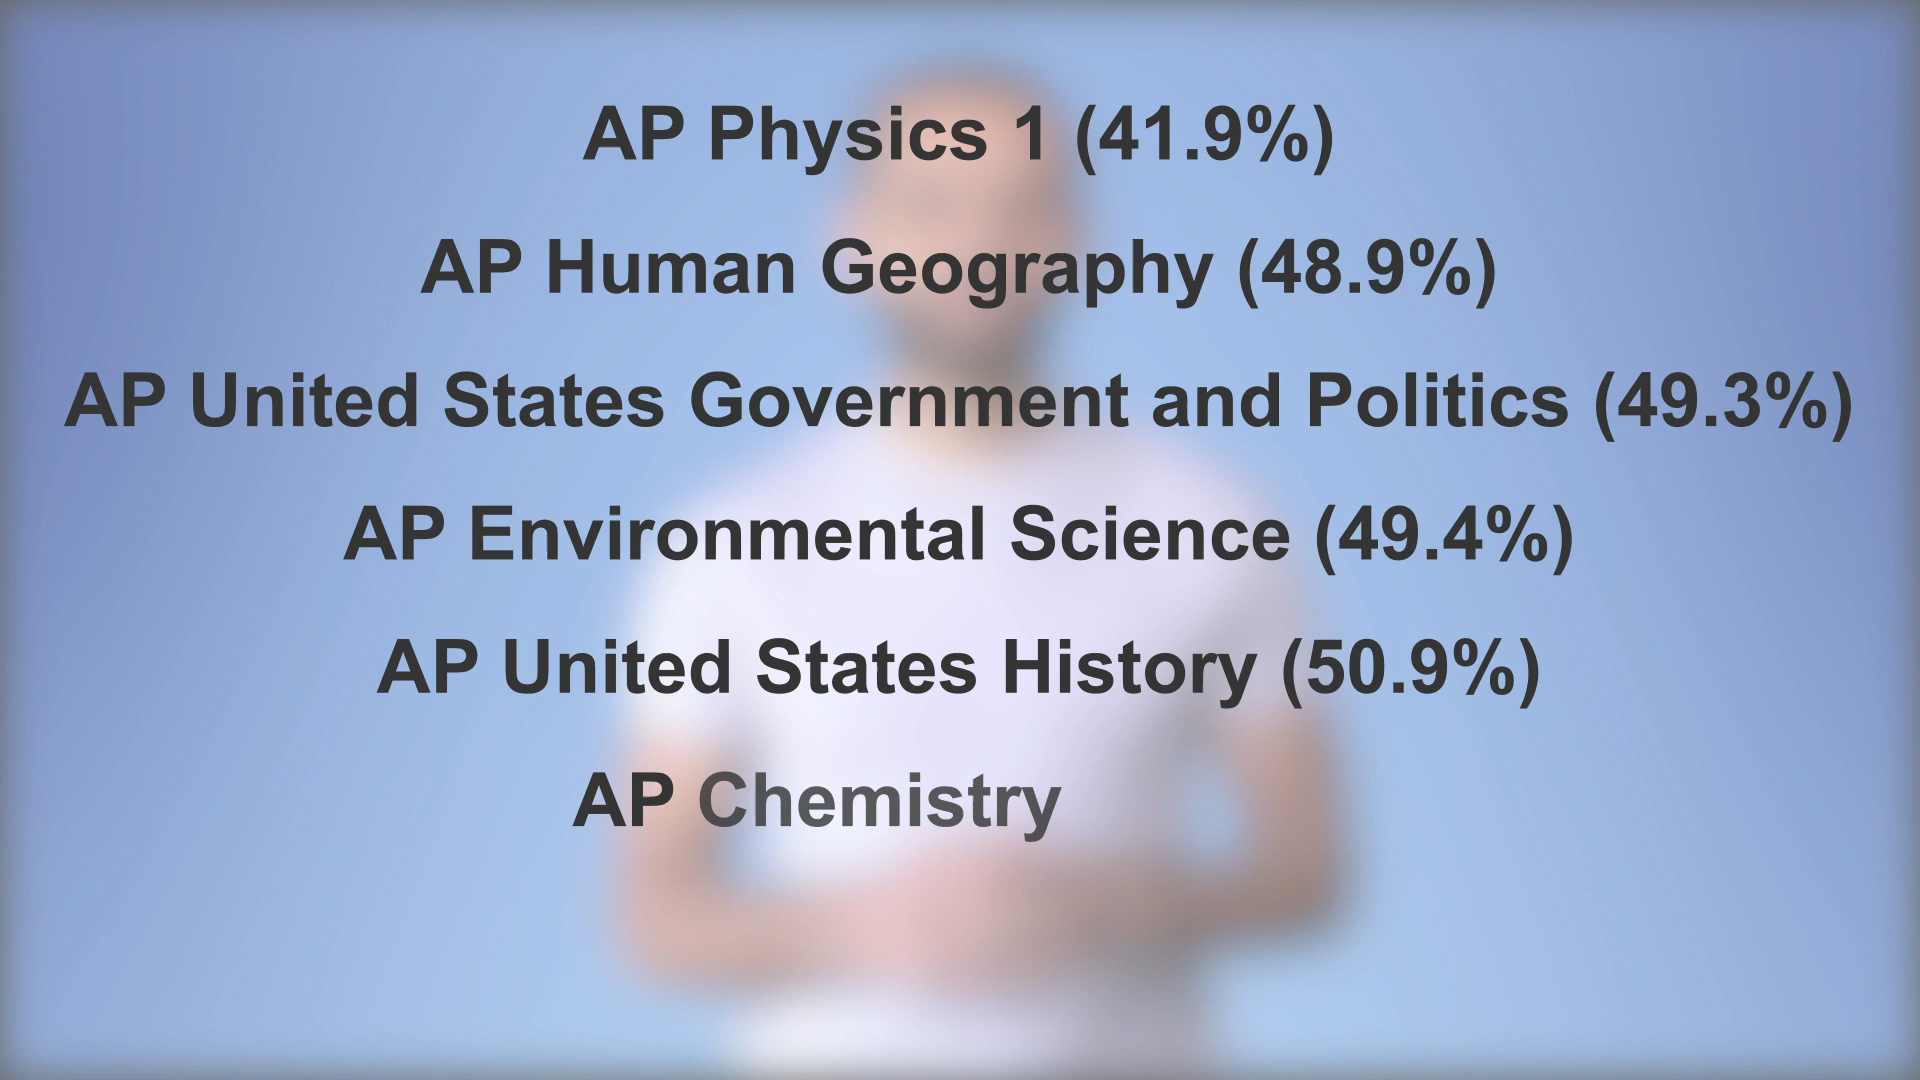 AP Physics 1 (41.9%)
AP Human Geography (48.9%)
AP United States Government and Politics (49.3%)
AP Environmental Science (49.4%)
AP United States History (50.9%)
AP Chemistry